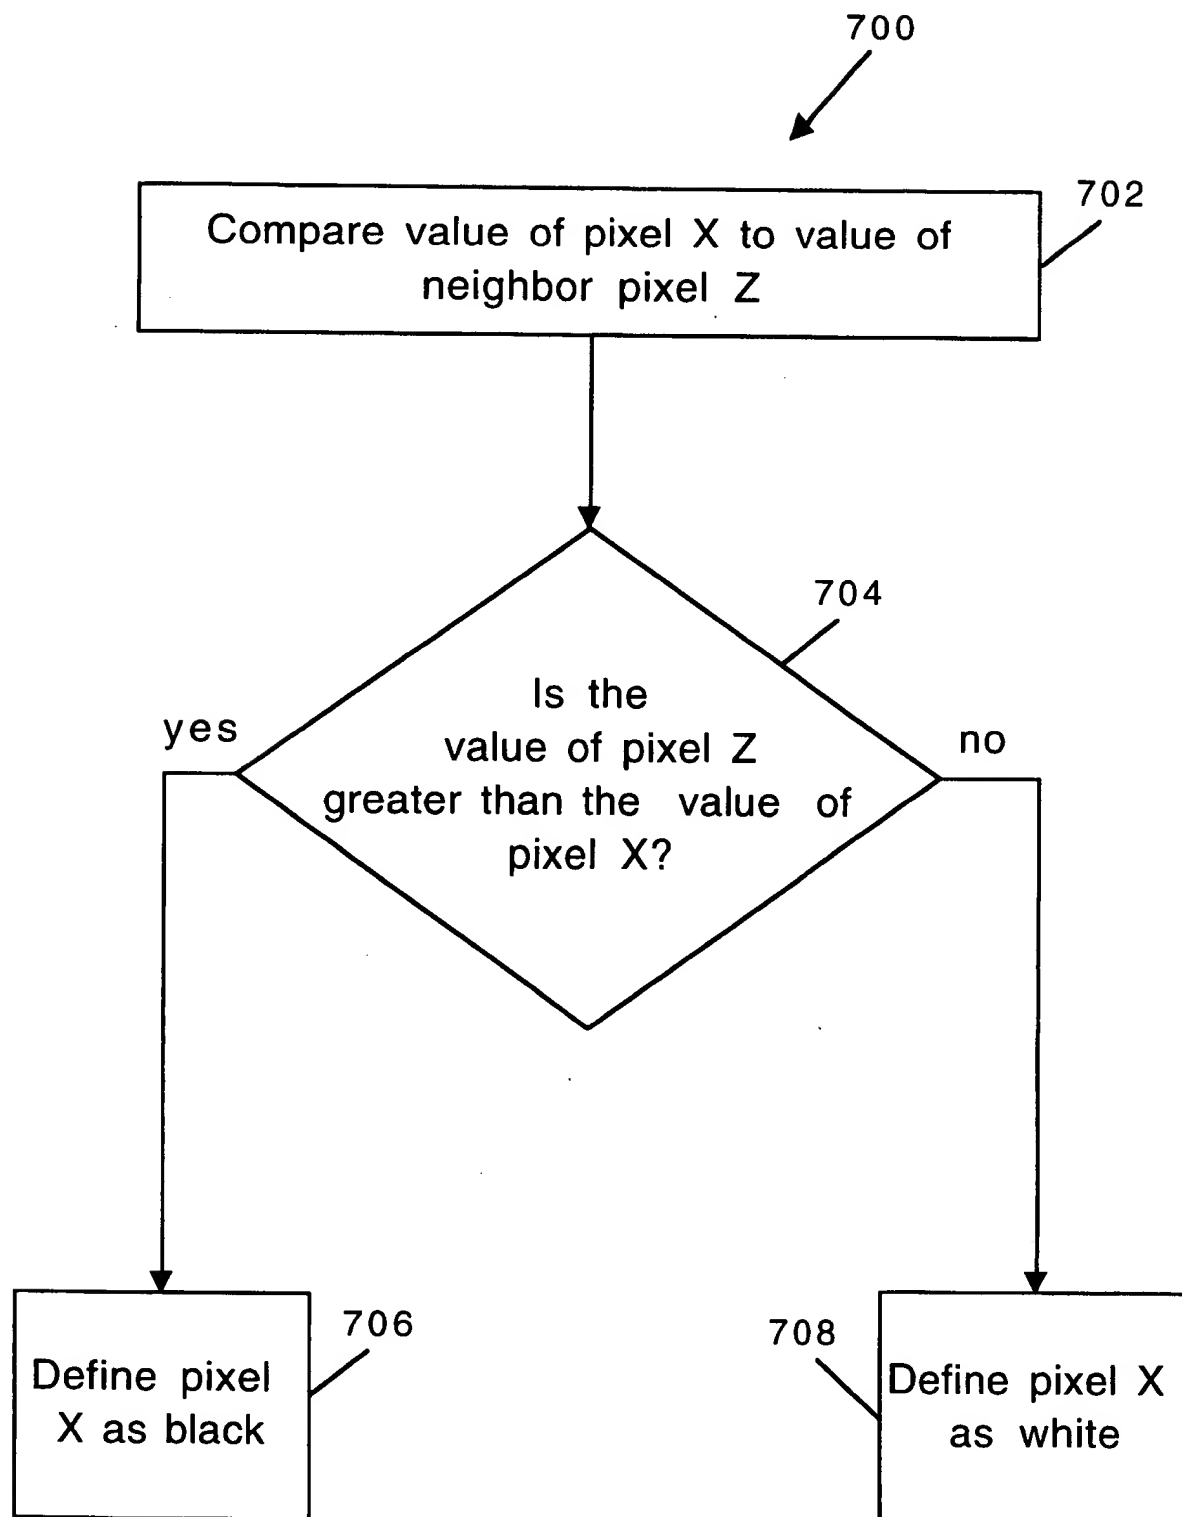 700
702
Compare value of pixel X to value of
neighbor pixel Z
704
Is the
value of pixel Z
greater than the value of
pixel X?
yes
no
706
708
Define pixel
X as black
Define pixel X
as white